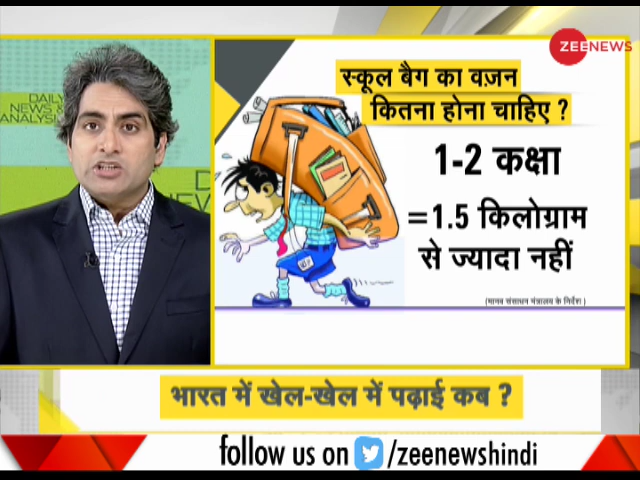 ZEENEWS
DAILY
NEWS &
ANALYSIS
स्कूल बैग का वज़न
कितना होना चाहिए ?
1-2 कक्षा
=1.5 किलोग्राम
से ज्यादा नहीं
(मानव संसाधन मंत्रालय के निर्देश)
भारत में खेल-खेल में पढ़ाई कब ?
follow us on /zeenewshindi